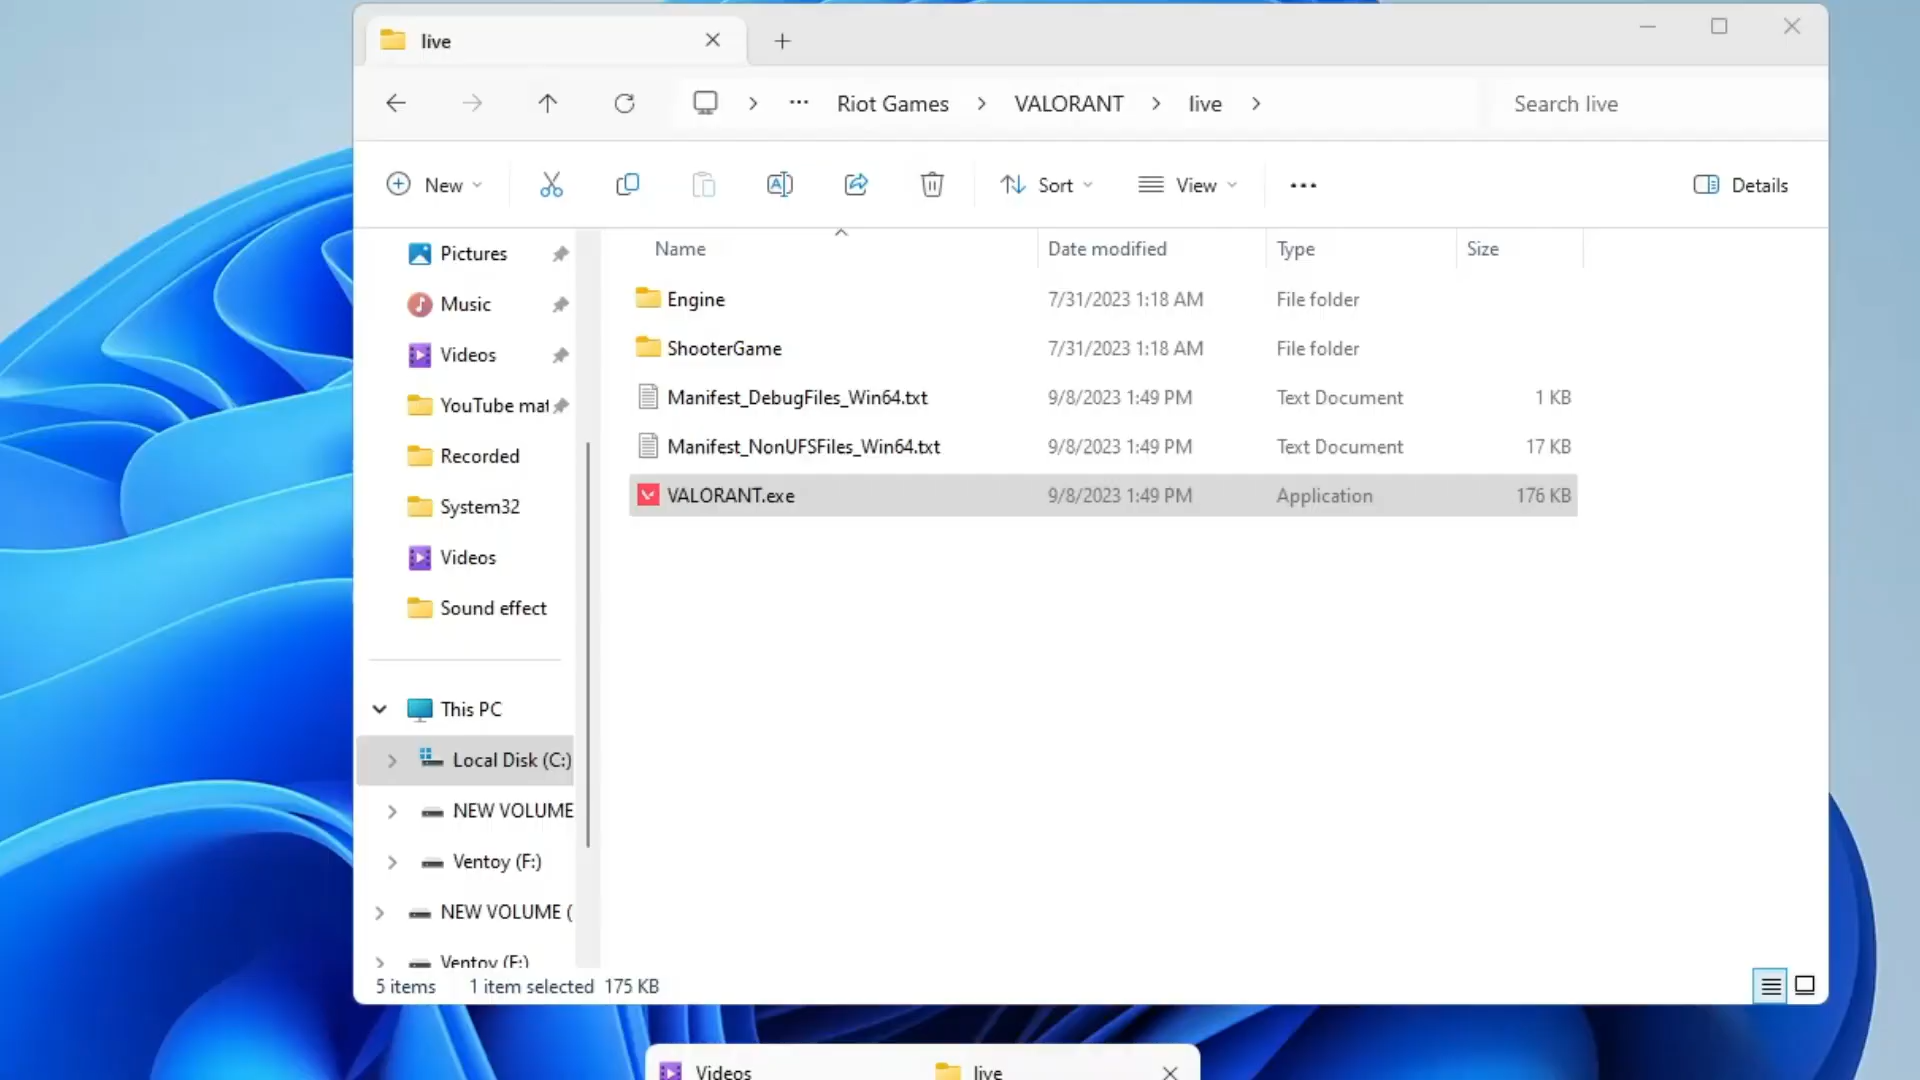 live
Riot Games
VALORANT
live
Search live
New
Sort
View
Details
Name
Date modified
Type
Size
Engine 7/31/2023 1:18 AM File folder
ShooterGame 7/31/2023 1:18 AM File folder
Manifest_DebugFiles_Win64.txt 9/8/2023 1:49 PM Text Document 1 KB
Manifest_NonUFSFiles_Win64.txt 9/8/2023 1:49 PM Text Document 17 KB
VALORANT.exe 9/8/2023 1:49 PM Application 176 KB
Pictures
Music
Videos
YouTube mat
Recorded
System32
Videos
Sound effect
This PC
Local Disk (C:)
NEW VOLUME
Ventoy (F:)
NEW VOLUME (
Ventoy (F:)
5 items 1 item selected 175 KB
Videos
live